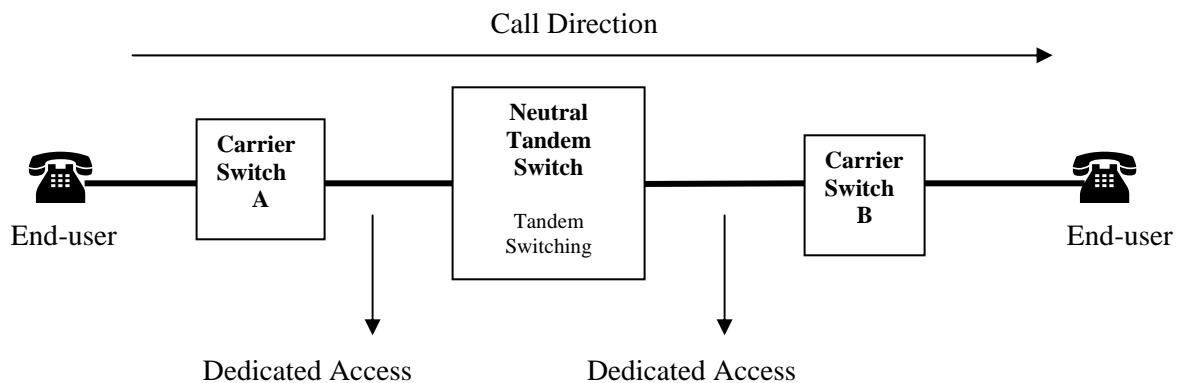 Call Direction
Neutral
Tandem
Switch
Tandem
Switching
Carrier
Switch
A
Carrier
Switch
B
End-user
End-user
Dedicated Access
Dedicated Access